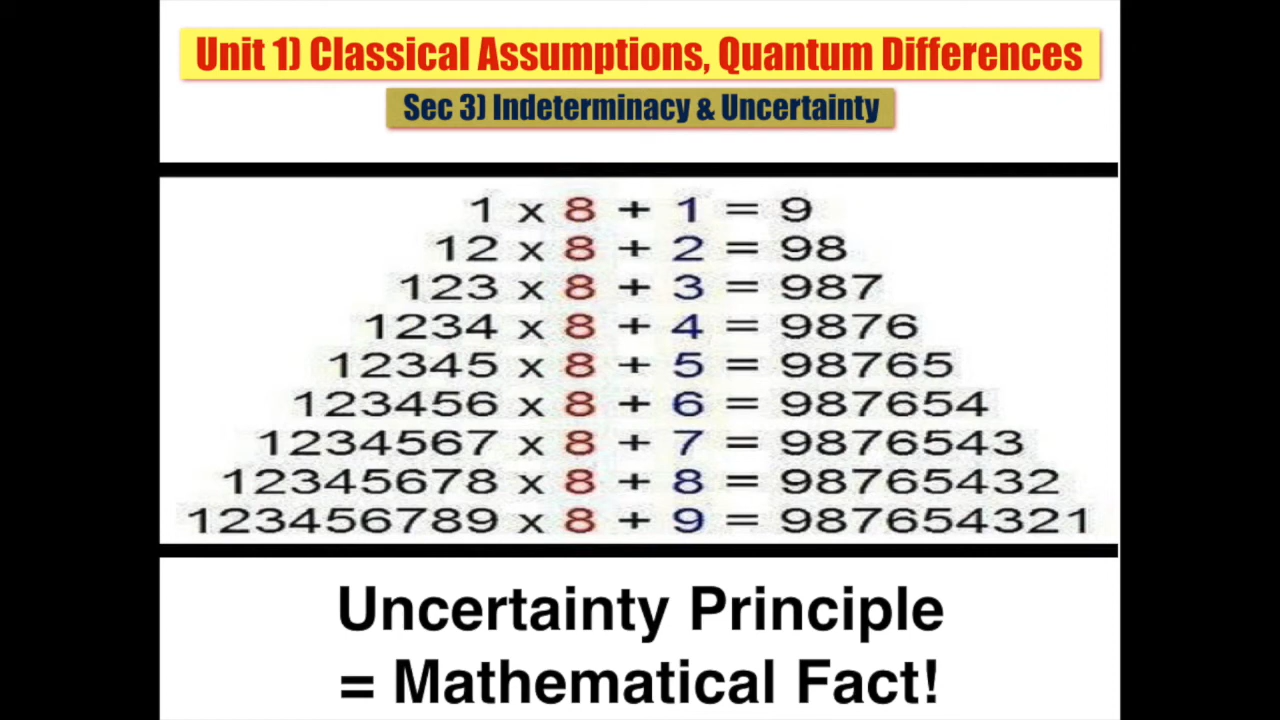 Unit 1) Classical Assumptions, Quantum Differences
Sec 3) Indeterminacy & Uncertainty
1 x 8 + 1 = 9
12 x 8 + 2 = 98
123 x 8 + 3 = 987
1234 x 8 + 4 = 9876
12345 x 8 + 5 = 98765
123456 x 8 + 6 = 987654
1234567 x 8 + 7 = 9876543
12345678 x 8 + 8 = 98765432
123456789 x 8 + 9 = 987654321
Uncertainty Principle
= Mathematical Fact!